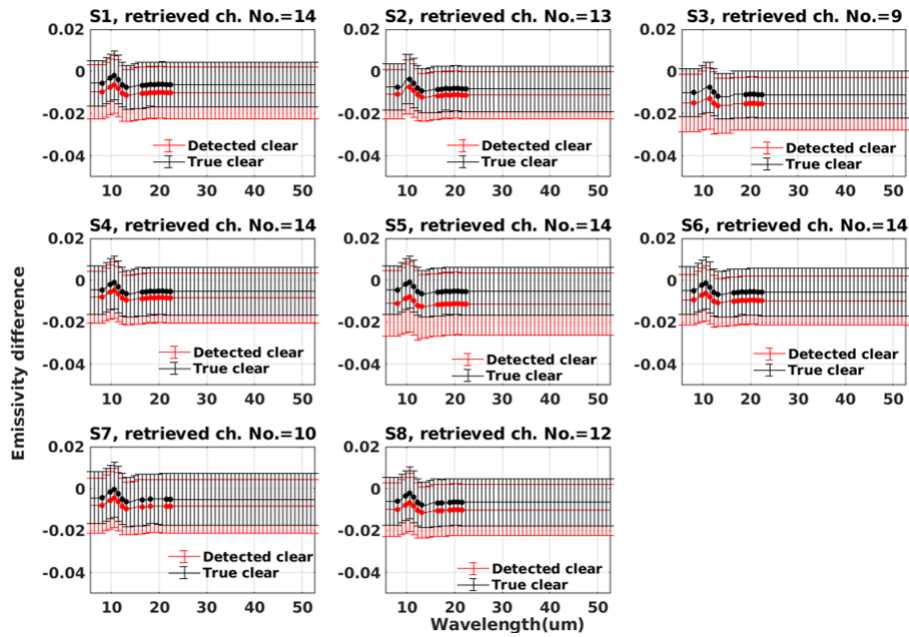 S1, retrieved ch. No.=14
S2, retrieved ch. No.=13
S3, retrieved ch. No.=9
0.02
0
-0.02
-0.04
Detected clear
True clear
10 20 30 40 50
0.02
0
-0.02
-0.04
Detected clear
True clear
10 20 30 40 50
0.02
0
-0.02
-0.04
Detected clear
True clear
10 20 30 40 50
S4, retrieved ch. No.=14
S5, retrieved ch. No.=14
S6, retrieved ch. No.=14
0.02
0
-0.02
-0.04
Detected clear
True clear
10 20 30 40 50
0.02
0
-0.02
-0.04
Detected clear
True clear
10 20 30 40 50
0.02
0
-0.02
-0.04
Detected clear
True clear
10 20 30 40 50
Emissivity difference
S7, retrieved ch. No.=10
S8, retrieved ch. No.=12
0.02
0
-0.02
-0.04
Detected clear
True clear
10 20 30 40 50
0.02
0
-0.02
-0.04
Detected clear
True clear
10 20 30 40 50
Wavelength(um)